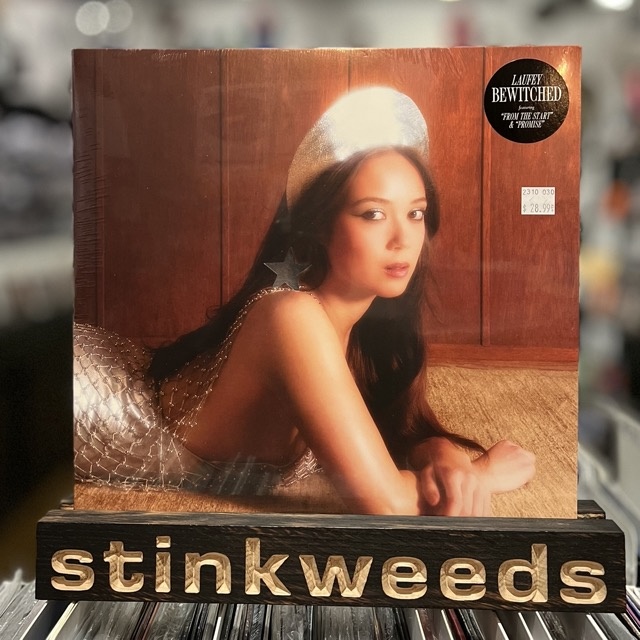 LAUFEY
BEWITCHED
featuring
"FROM THE START"
& "PROMISE"
2310 030
$ 28.99
stinkweeds